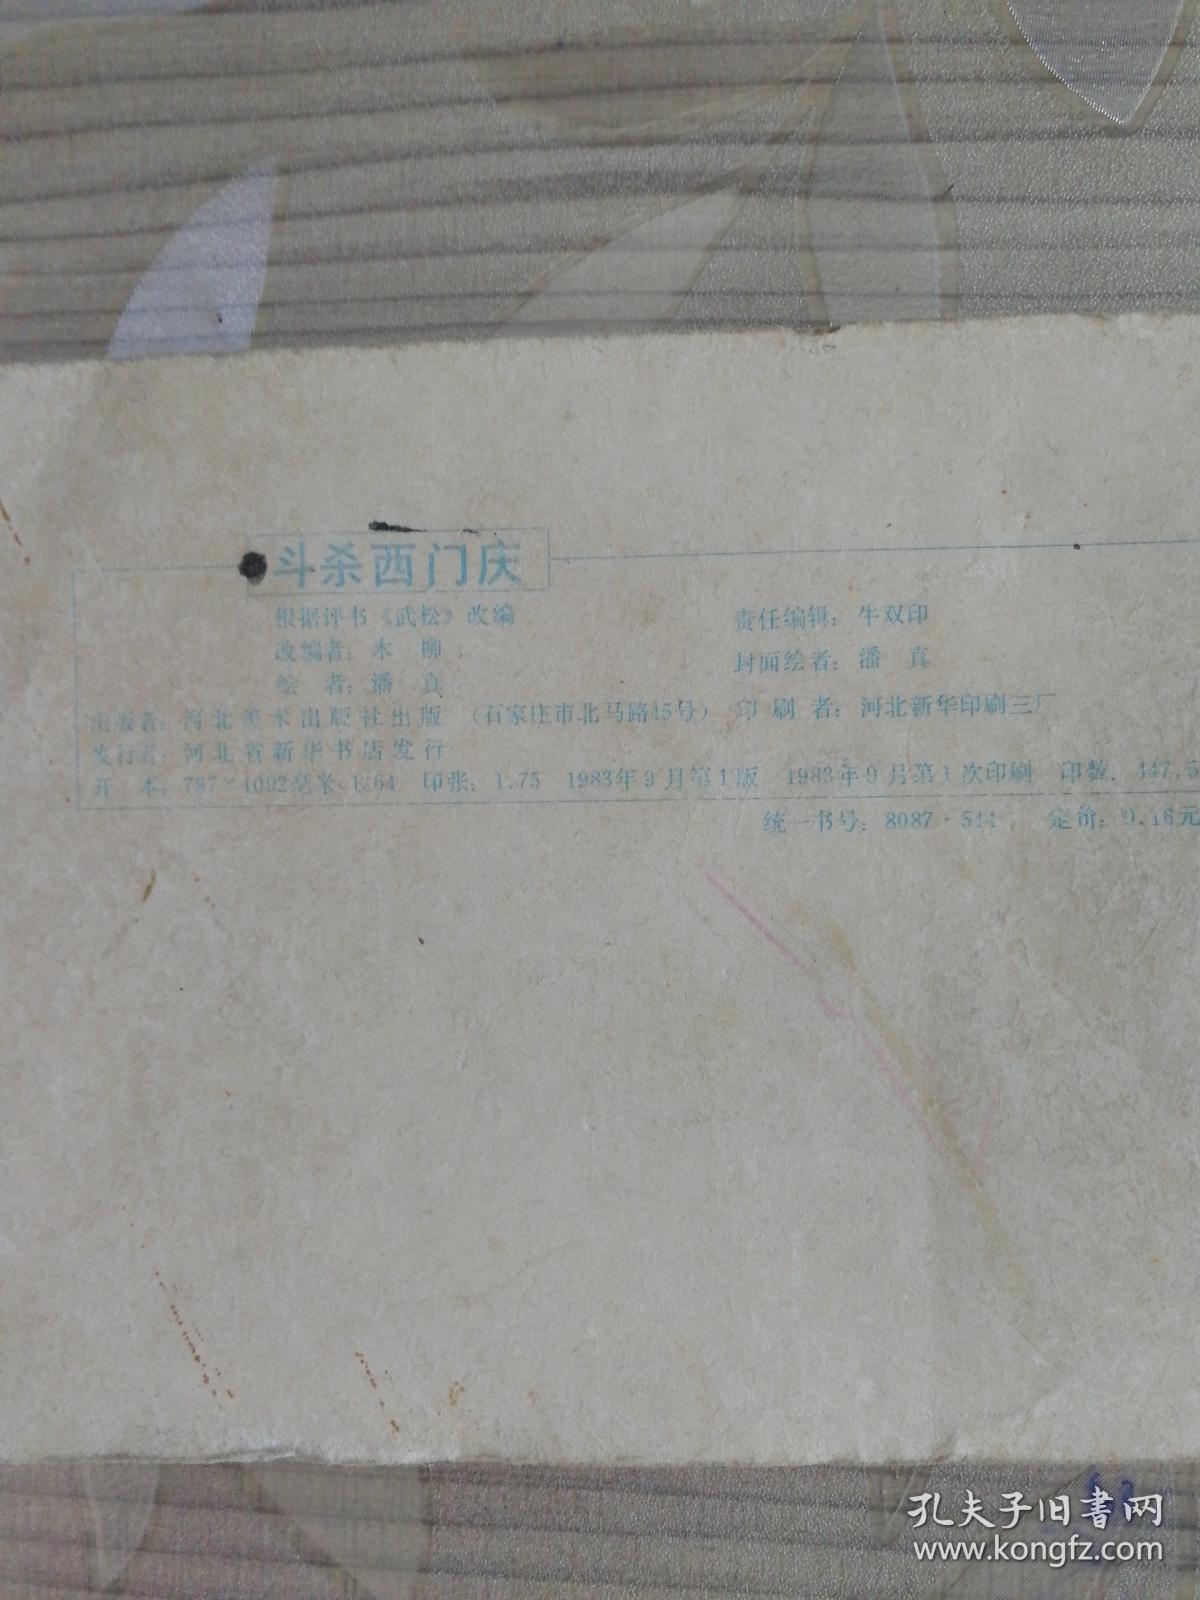 斗杀西门庆
根据评书《武松》改编
改编者：木 柳
绘 者：潘 真
责任编辑：牛双印
封面绘者：潘 真
出版者：河北美术出版社出版 （石家庄市北马路45号） 印 刷 者：河北新华印刷三厂
发行者：河北省新华书店发行
开 本：787×1092毫米 1/64 印张：1.75 1983年9月第1版 1983年9月第1次印刷 印数：447,5
统一书号：8087·544 定价：0.16元
孔夫子旧書网
www.kongfz.com